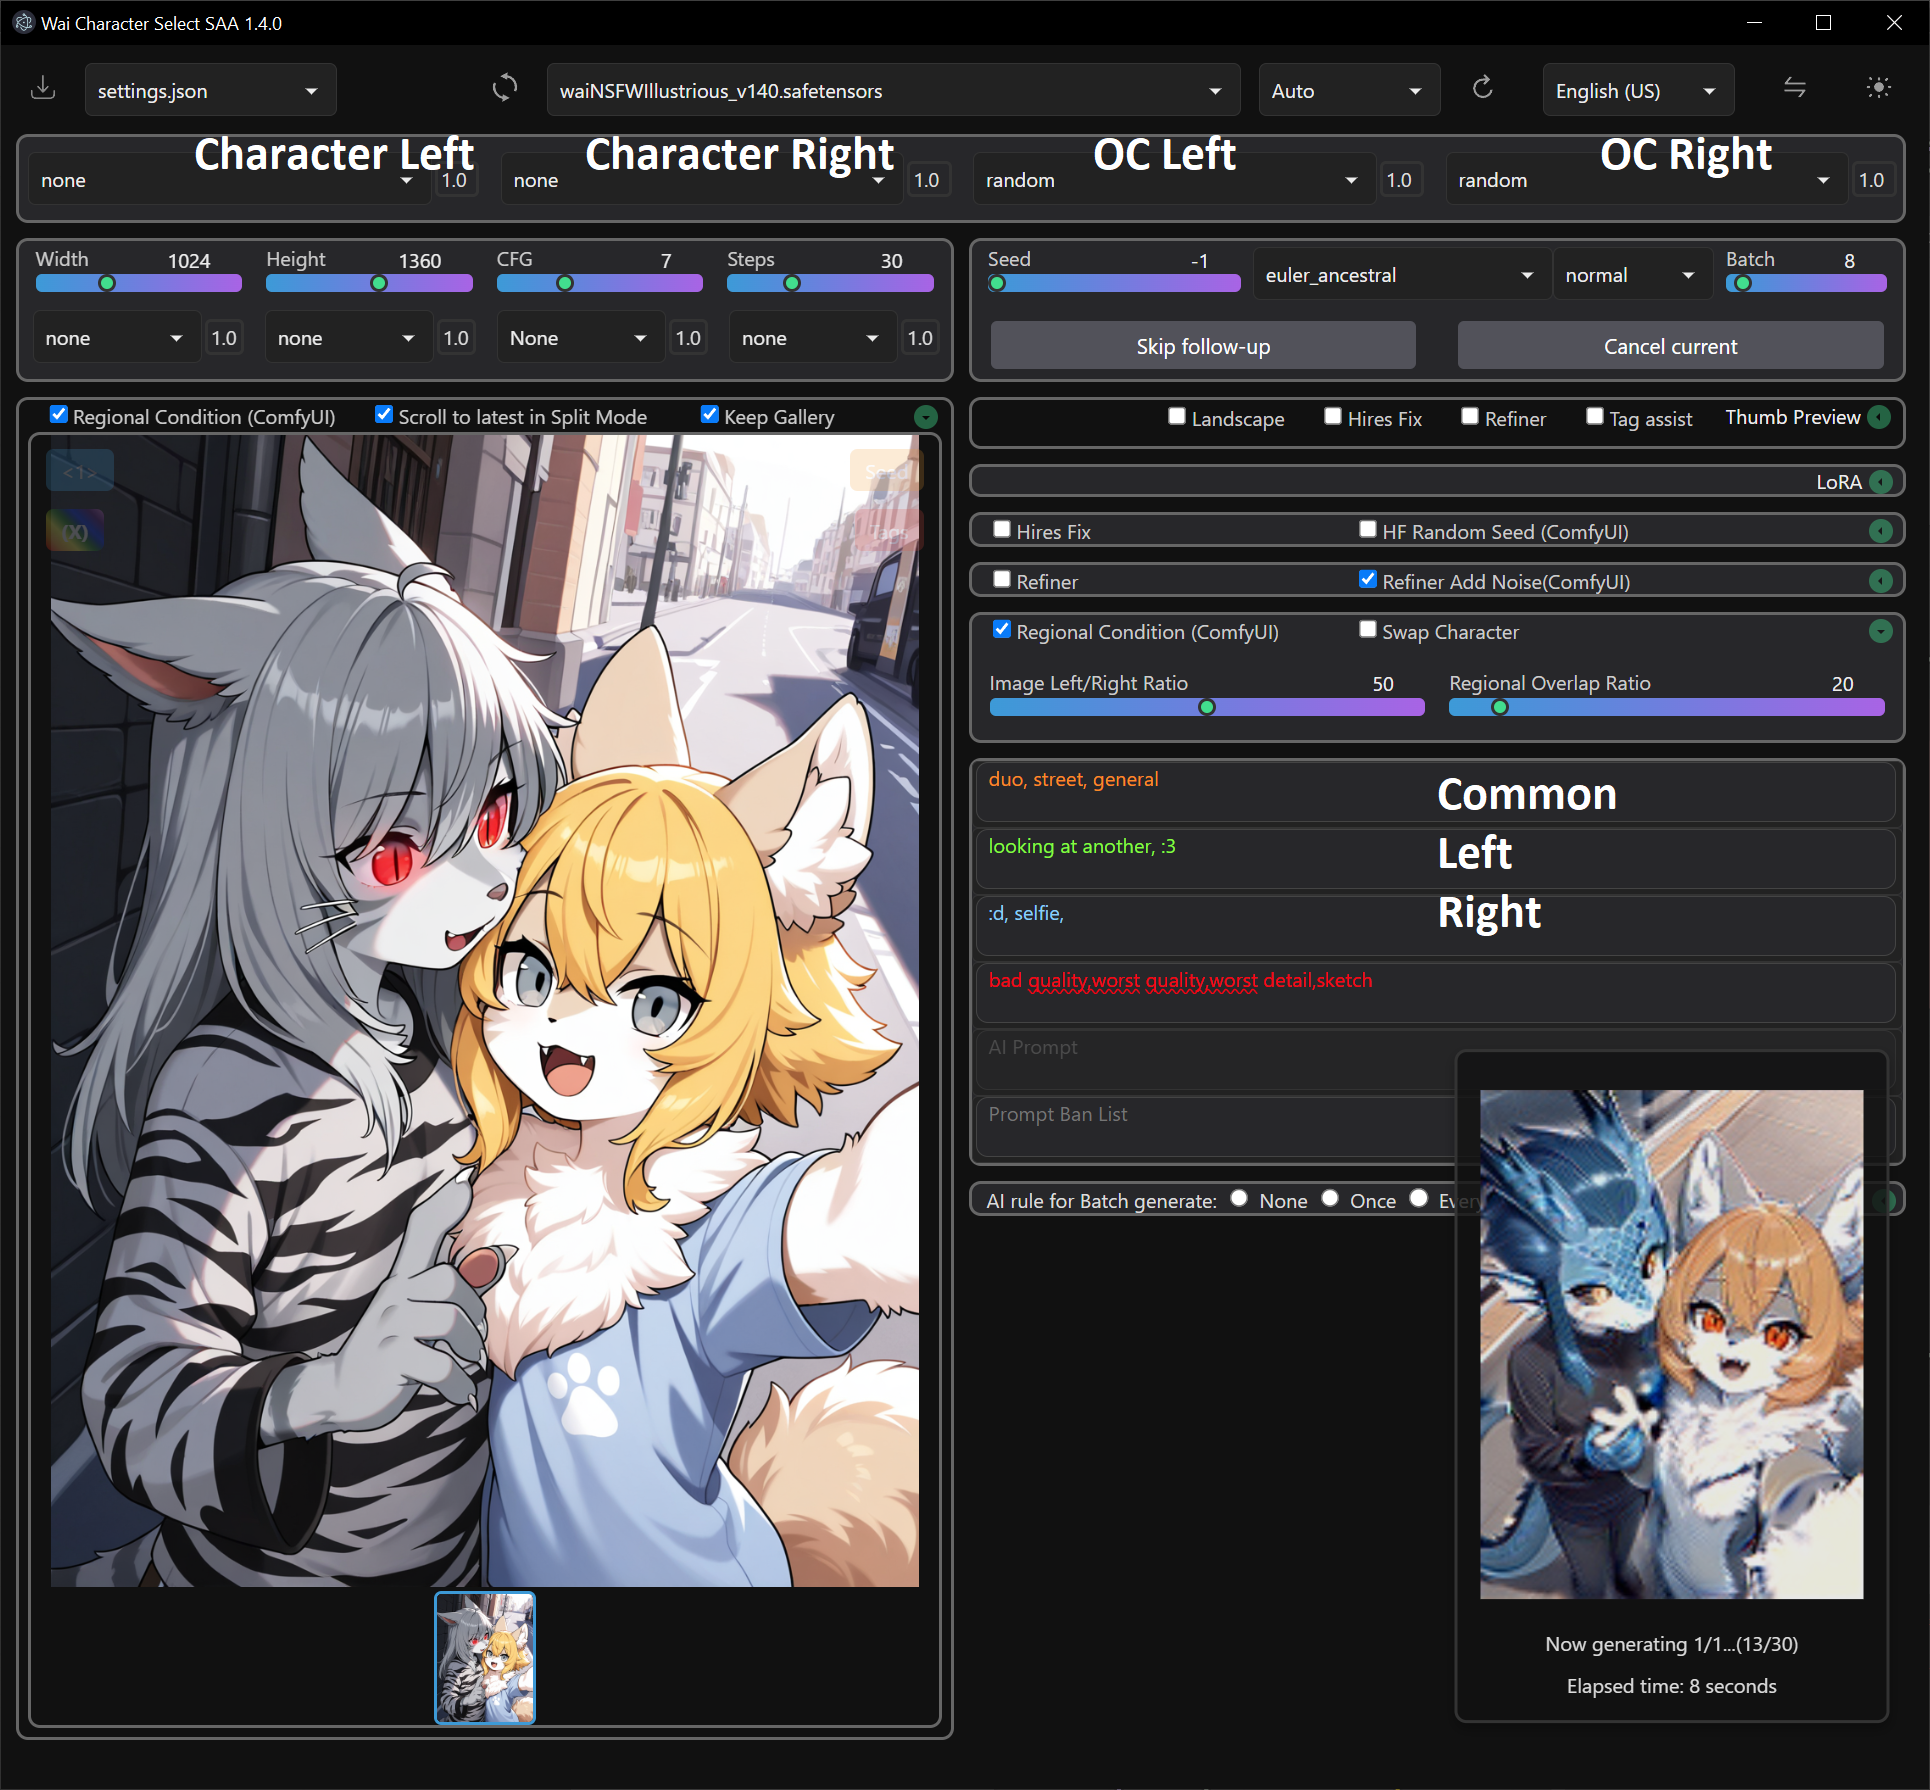 Wai Character Select SAA 1.4.0
settings.json
waiNSFWIllustrious_v140.safetensors
Auto
English (US)
Character Left
Character Right
OC Left
OC Right
none
1.0
none
1.0
random
1.0
random
1.0
Width 1024
Height 1360
CFG 7
Steps 30
none
1.0
none
1.0
None
1.0
none
1.0
Seed -1
euler_ancestral
normal
Batch 8
Skip follow-up
Cancel current
Regional Condition (ComfyUI)
Scroll to latest in Split Mode
Keep Gallery
<1>
Seed
(X)
Tags
Landscape
Hires Fix
Refiner
Tag assist
Thumb Preview
LoRA
Hires Fix
HF Random Seed (ComfyUI)
Refiner
Refiner Add Noise(ComfyUI)
Regional Condition (ComfyUI)
Swap Character
Image Left/Right Ratio 50
Regional Overlap Ratio 20
duo, street, general
Common
looking at another, :3
Left
:d, selfie,
Right
bad quality,worst quality,worst detail,sketch
AI Prompt
Prompt Ban List
AI rule for Batch generate:
None
Once
Every
Now generating 1/1...(13/30)
Elapsed time: 8 seconds